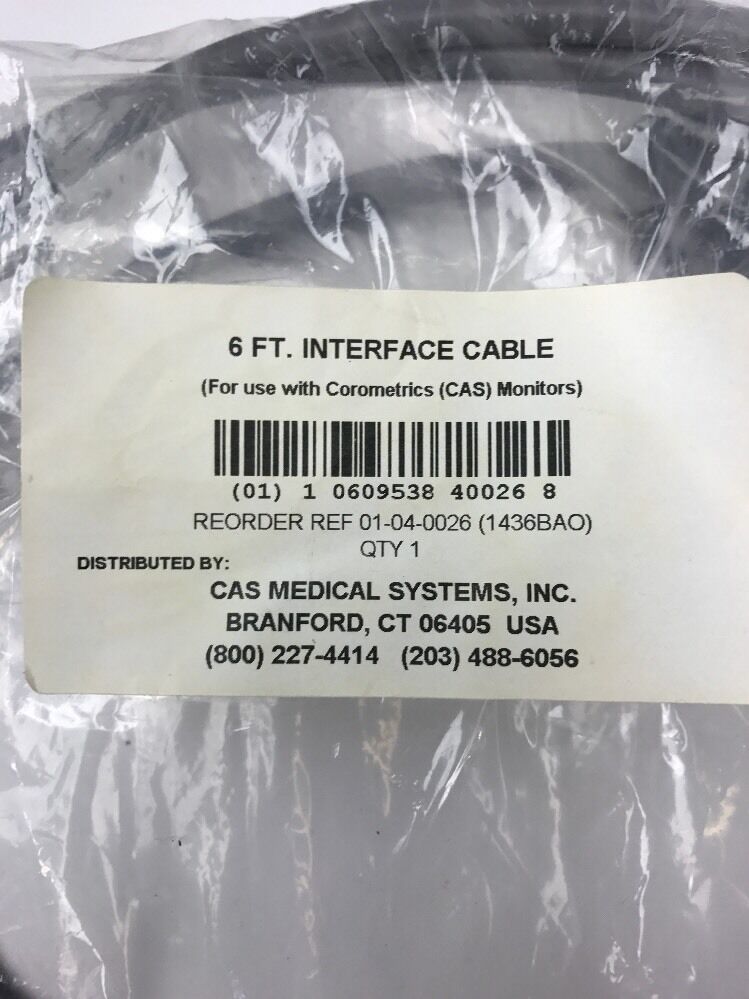 6 FT. INTERFACE CABLE
(For use with Corometrics (CAS) Monitors)
(01) 1 0609538 40026 8
REORDER REF 01-04-0026 (1436BAO)
QTY 1
DISTRIBUTED BY:
CAS MEDICAL SYSTEMS, INC.
BRANFORD, CT 06405 USA
(800) 227-4414 (203) 488-6056